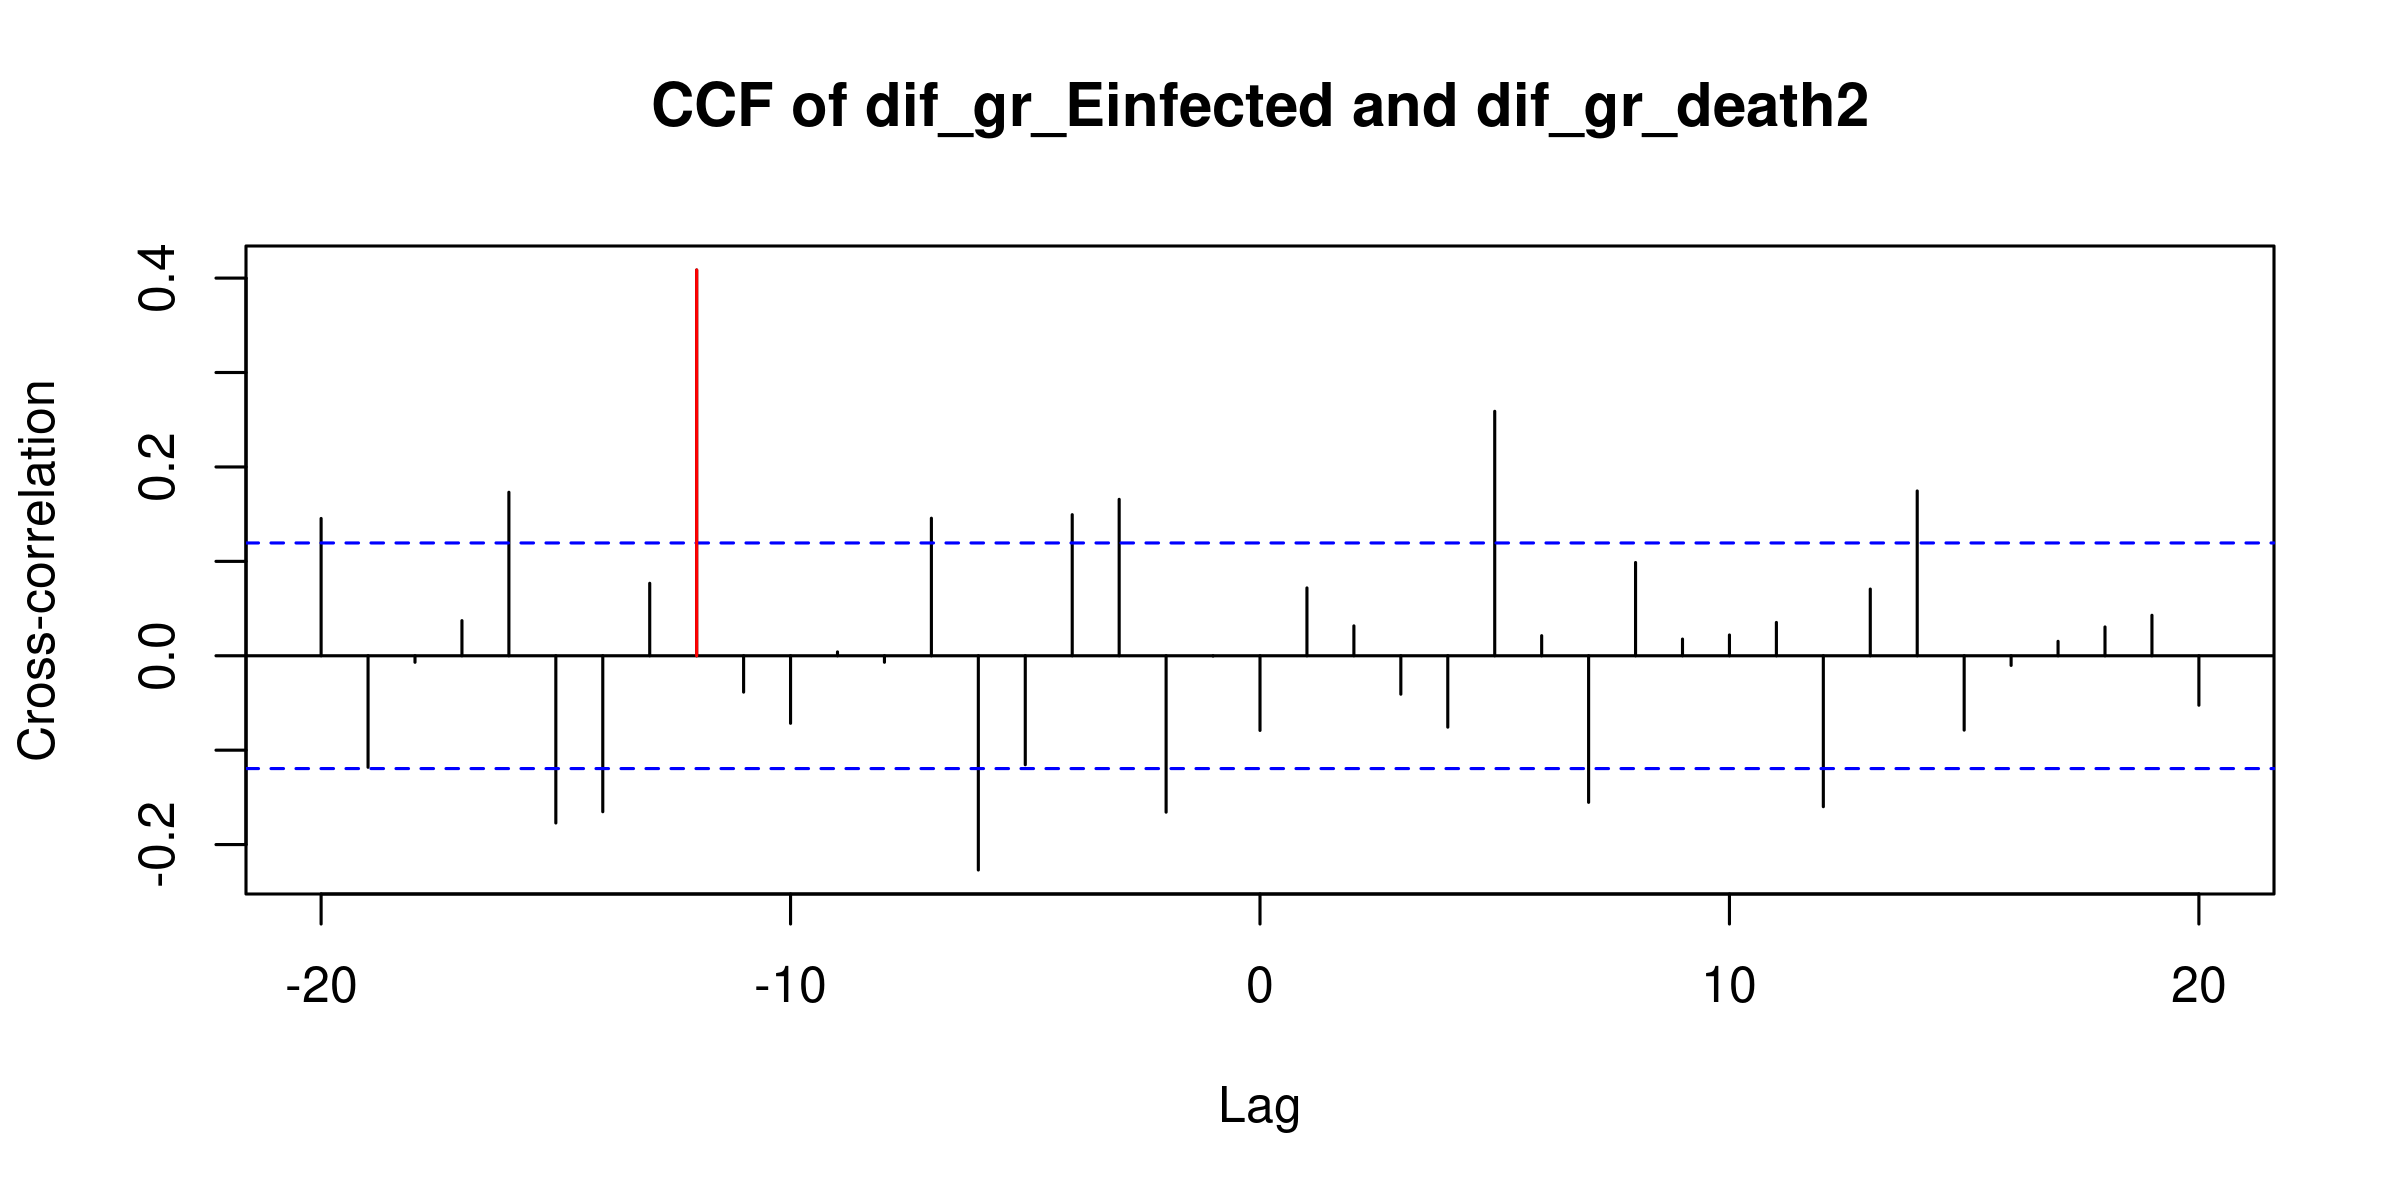 CCF of dif_gr_Einfected and dif_gr_death2
Cross-correlation
0.4
0.2
0.0
-0.2
-20 -10 0 10 20
Lag